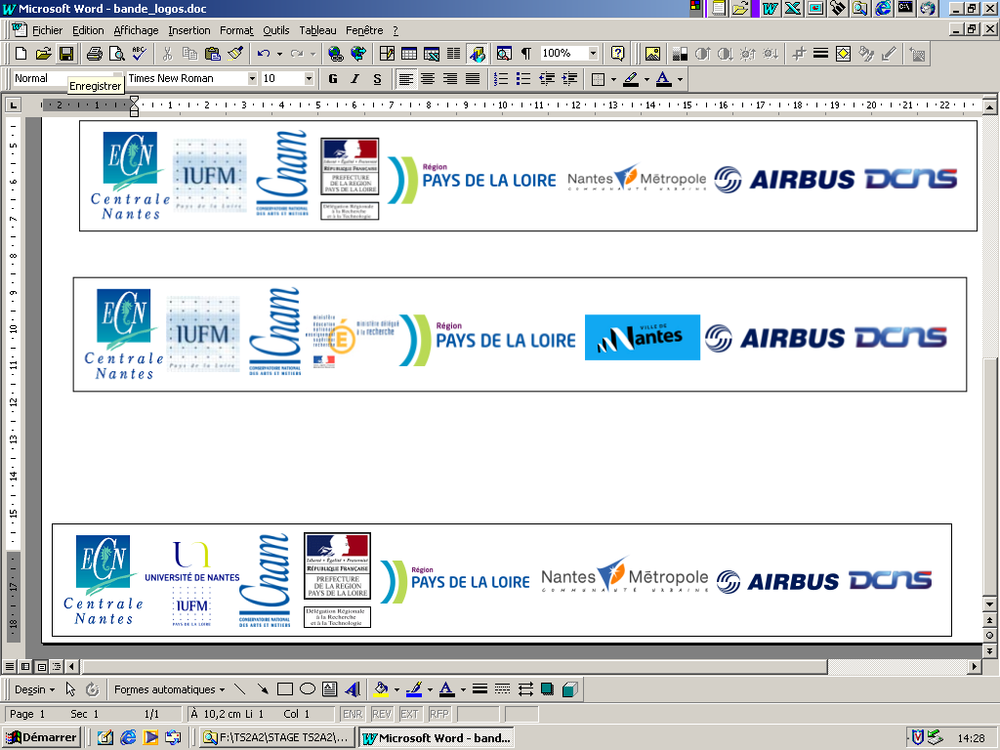 Microsoft Word - bande_logos.doc
Fichier Edition Affichage Insertion Format Outils Tableau Fenêtre ?
100%
Normal Times New Roman 10 G I S
Enregistrer
2 1 1 2 3 4 5 6 7 8 9 10 11 12 13 14 15 16 17 18 19 20 21 22
ECN
Centrale
Nantes
IUFM
Pays de la Loire
Cnam
CONSERVATOIRE NATIONAL
DES ARTS ET METIERS
Liberté • Égalité • Fraternité
RÉPUBLIQUE FRANÇAISE
PREFECTURE
DE LA REGION
PAYS DE LA LOIRE
Délégation Régionale
à la Recherche
et à la Technologie
Région
PAYS DE LA LOIRE
Nantes Métropole
COMMUNAUTÉ URBAINE
AIRBUS
DCNS
ECN
Centrale
Nantes
IUFM
Pays de la Loire
Cnam
CONSERVATOIRE NATIONAL
DES ARTS ET METIERS
ministère
éducation
nationale
enseignement
supérieur
recherche
ministère délégué
à la recherche
Région
PAYS DE LA LOIRE
VILLE DE
Nantes
AIRBUS
DCNS
ECN
Centrale
Nantes
UNIVERSITÉ DE NANTES
IUFM
PAYS DE LA LOIRE
Cnam
CONSERVATOIRE NATIONAL
DES ARTS ET METIERS
Liberté • Égalité • Fraternité
RÉPUBLIQUE FRANÇAISE
PREFECTURE
DE LA REGION
PAYS DE LA LOIRE
Délégation Régionale
à la Recherche
et à la Technologie
Région
PAYS DE LA LOIRE
Nantes Métropole
COMMUNAUTÉ URBAINE
AIRBUS
DCNS
5
6
7
8
9
10
11
12
13
14
15
17
18
Dessin Formes automatiques
Page 1 Sec 1 1/1 À 10,2 cm Li 1 Col 1 ENR REV EXT RFP
Démarrer F:\TS2A2\STAGE TS2A2\,... Microsoft Word - band... 14:28